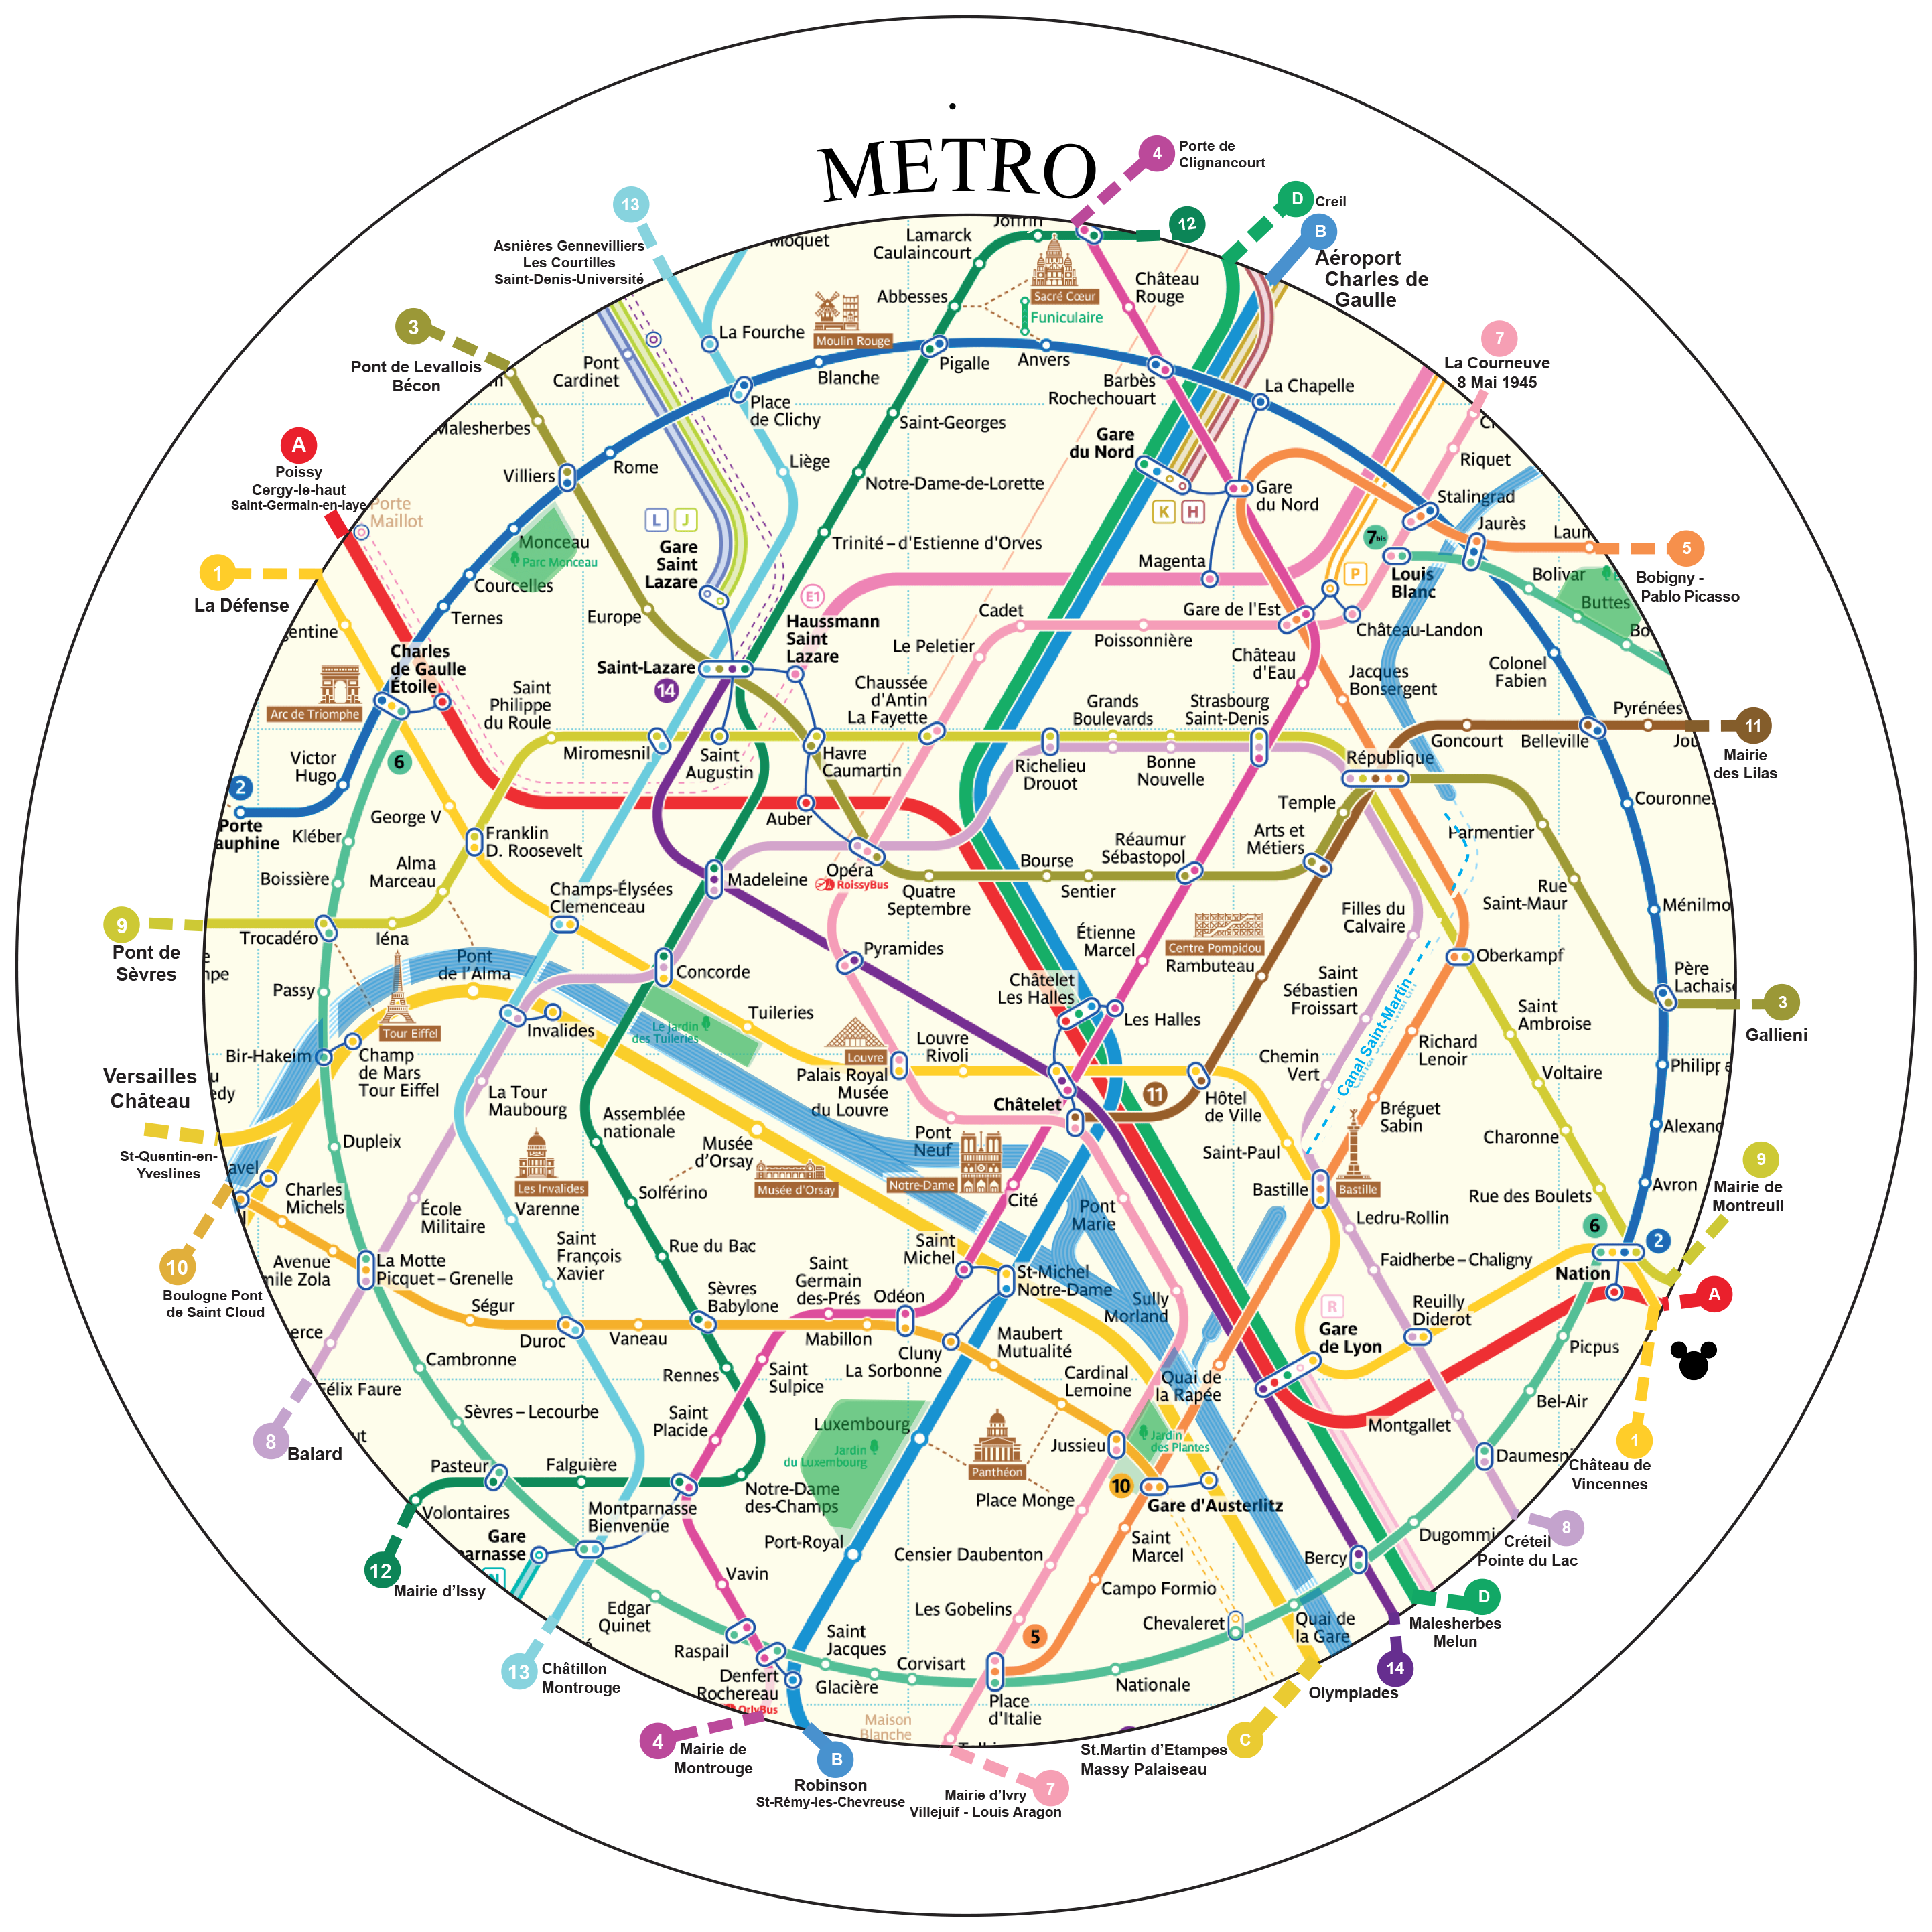 METRO
4
Porte de
Clignancourt
D
Creil
B
Aéroport
Charles de
Gaulle
12
13
Asnières Gennevilliers
Les Courtilles
Saint-Denis-Université
3
Pont de Levallois
Bécon
7
La Courneuve
8 Mai 1945
A
Poissy
Cergy-le-haut
Saint-Germain-en-laye
1
La Défense
5
Bobigny -
Pablo Picasso
11
Mairie
des Lilas
2
Porte
auphine
9
Pont de
Sèvres
3
Gallieni
Versailles
Château
St-Quentin-en-
Yveslines
10
Boulogne Pont
de Saint Cloud
9
Mairie de
Montreuil
A
1
Château de
Vincennes
8
Balard
8
Créteil
Pointe du Lac
12
Mairie d'Issy
D
Malesherbes
Melun
13
Châtillon
Montrouge
14
Olympiades
4
Mairie de
Montrouge
B
Robinson
St-Rémy-les-Chevreuse
7
Mairie d'Ivry
Villejuif - Louis Aragon
C
St.Martin d'Etampes
Massy Palaiseau
Moquet
Joffrin
Lamarck
Caulaincourt
Abbesses
Sacré Cœur
Funiculaire
Château
Rouge
La Fourche
Moulin Rouge
Pont
Cardinet
Place
de Clichy
Blanche
Pigalle
Anvers
Barbès
Rochechouart
La Chapelle
Malesherbes
Villiers
Rome
Liège
Saint-Georges
Notre-Dame-de-Lorette
Gare
du Nord
K
H
Gare
du Nord
Riquet
Stalingrad
Jaurès
Laun
Porte
Maillot
Monceau
Parc Monceau
Courcelles
Ternes
L
J
Gare
Saint
Lazare
Trinité – d'Estienne d'Orves
Magenta
7bis
Louis
Blanc
P
Bolivar
Buttes
Bo
Europe
E1
Haussmann
Saint
Lazare
Cadet
Le Peletier
Poissonnière
Gare de l'Est
Château-Landon
Colonel
Fabien
gentine
Charles
de Gaulle
Étoile
Arc de Triomphe
Saint-Lazare
14
Château
d'Eau
Jacques
Bonsergent
Saint
Philippe
du Roule
Chaussée
d'Antin
La Fayette
Grands
Boulevards
Strasbourg
Saint-Denis
Pyrénées
Goncourt
Belleville
Jou
République
Victor
Hugo
6
Miromesnil
Saint
Augustin
Havre
Caumartin
Richelieu
Drouot
Bonne
Nouvelle
Temple
Couronnes
Kléber
George V
Franklin
D. Roosevelt
Auber
Réaumur
Sébastopol
Arts et
Métiers
Parmentier
Boissière
Alma
Marceau
Madeleine
Opéra
RoissyBus
Bourse
Sentier
Quatre
Septembre
Rue
Saint-Maur
Trocadéro
Iéna
Champs-Élysées
Clemenceau
Pyramides
Étienne
Marcel
Centre Pompidou
Rambuteau
Filles du
Calvaire
Ménilmo
Oberkampf
Père
Lachaise
Passy
Pont
de l'Alma
Concorde
Châtelet
Les Halles
Les Halles
Saint
Sébastien
Froissart
Saint
Ambroise
Tour Eiffel
Invalides
Le jardin
des Tuileries
Tuileries
Louvre
Louvre
Rivoli
Canal Saint-Martin
Richard
Lenoir
Bir-Hakeim
Champ
de Mars
Tour Eiffel
Palais Royal
Musée
du Louvre
Châtelet
11
Hôtel
de Ville
Chemin
Vert
Voltaire
Philippe
Dupleix
La Tour
Maubourg
Assemblée
nationale
Musée
d'Orsay
Musée d'Orsay
Pont
Neuf
Notre-Dame
Cité
Saint-Paul
Bréguet
Sabin
Charonne
Alexand
avel
Charles
Michels
Les Invalides
Varenne
Solférino
Pont
Marie
Bastille
Bastille
Rue des Boulets
Avron
École
Militaire
Saint
François
Xavier
Rue du Bac
Saint
Michel
St-Michel
Notre-Dame
Ledru-Rollin
Faidherbe – Chaligny
6
2
Nation
Avenue
mile Zola
La Motte
Picquet – Grenelle
Ségur
Duroc
Vaneau
Sèvres
Babylone
Saint
Germain
des-Prés
Odéon
Mabillon
Cluny
La Sorbonne
Maubert
Mutualité
Sully
Morland
R
Gare
de Lyon
Reuilly
Diderot
Picpus
erce
Cambronne
Félix Faure
Rennes
Saint
Sulpice
Cardinal
Lemoine
Quai de
la Rapée
Montgallet
Bel-Air
Sèvres – Lecourbe
Saint
Placide
Luxembourg
Jardin
du Luxembourg
Panthéon
Jussieu
Jardin
des Plantes
Daumesn
Pasteur
Falguière
Volontaires
Notre-Dame
des-Champs
Place Monge
10
Gare d'Austerlitz
Dugommi
Gare
parnasse
Montparnasse
Bienvenüe
Port-Royal
Censier Daubenton
Saint
Marcel
Bercy
Vavin
Campo Formio
Edgar
Quinet
Les Gobelins
Chevaleret
Quai de
la Gare
Raspail
Saint
Jacques
5
Corvisart
Denfert
Rochereau
Glacière
Nationale
OrlyBus
Place
d'Italie
Maison
Blanche